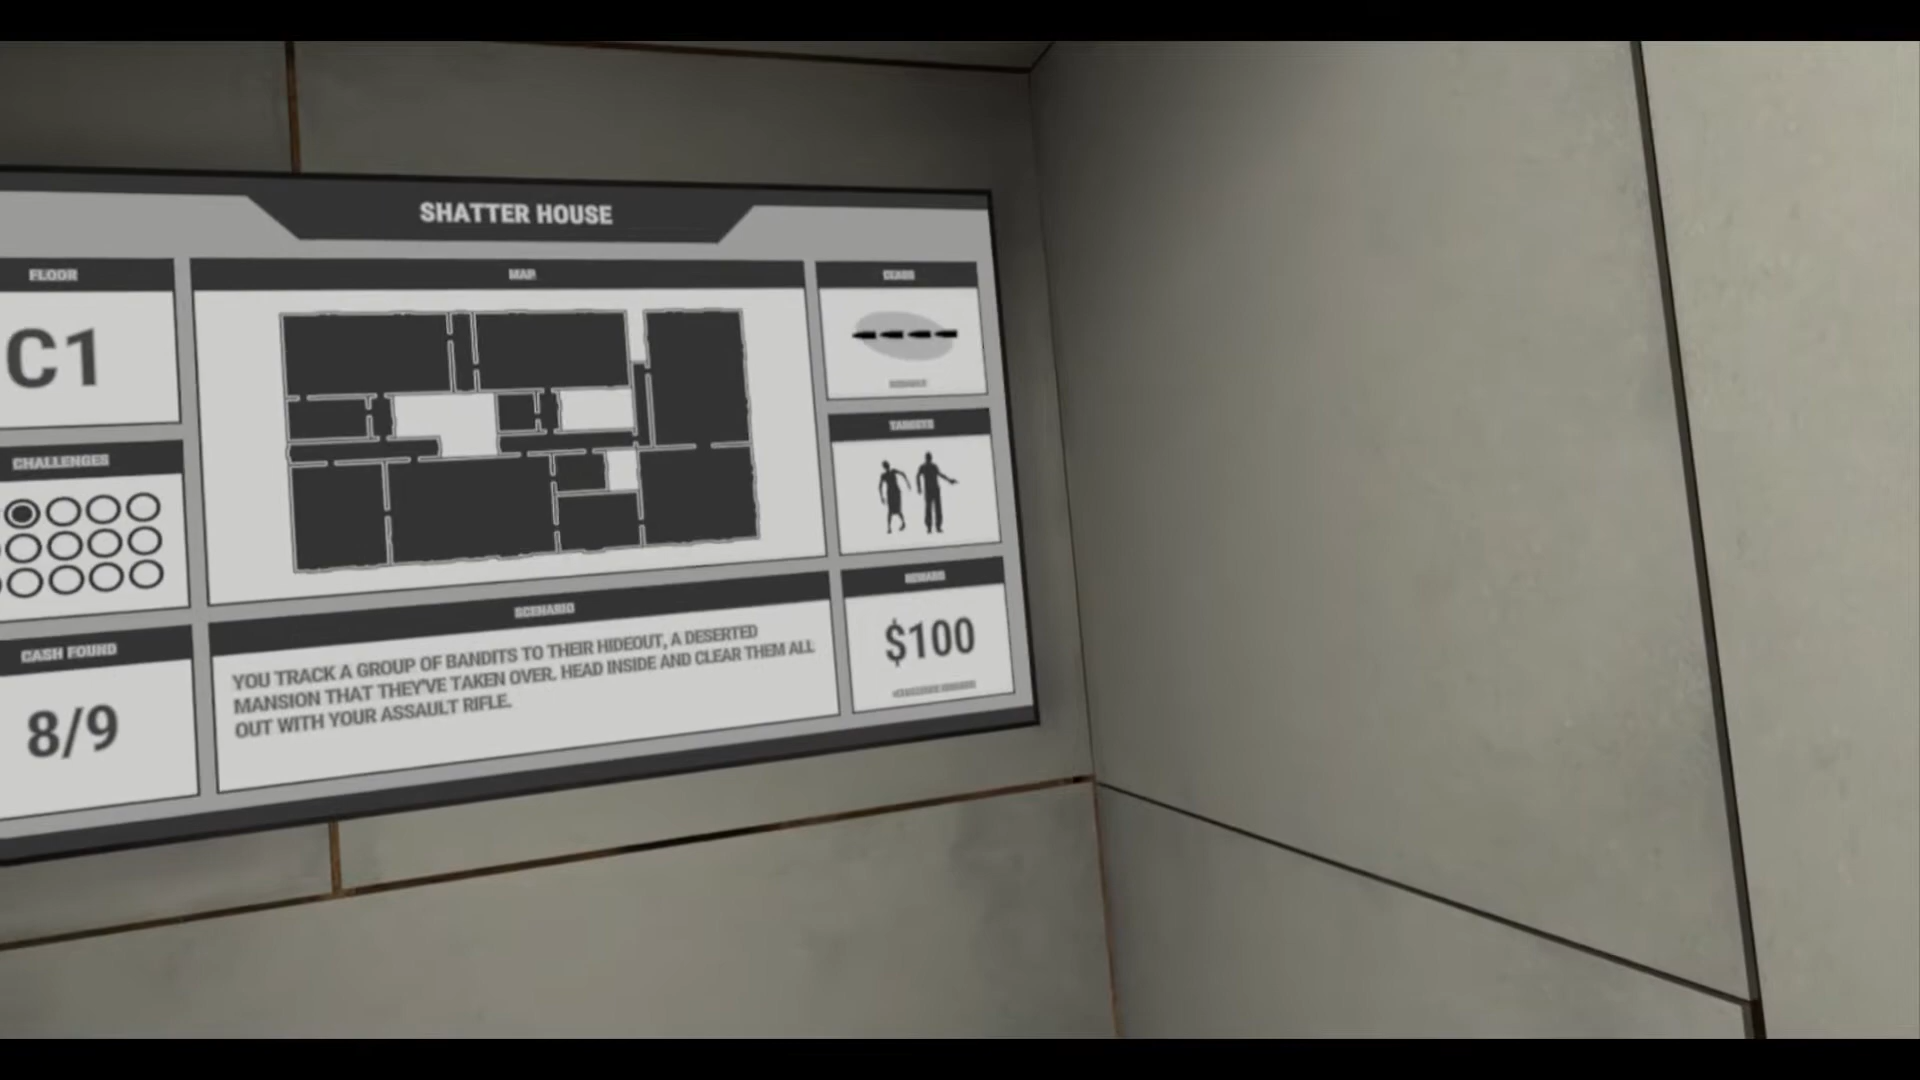 SHATTER HOUSE
FLOOR
C1
CHALLENGES
CASH FOUND
8/9
MAP
SCENARIO
YOU TRACK A GROUP OF BANDITS TO THEIR HIDEOUT, A DESERTED
MANSION THAT THEY'VE TAKEN OVER. HEAD INSIDE AND CLEAR THEM ALL
OUT WITH YOUR ASSAULT RIFLE.
TARGETS
REWARD
$100